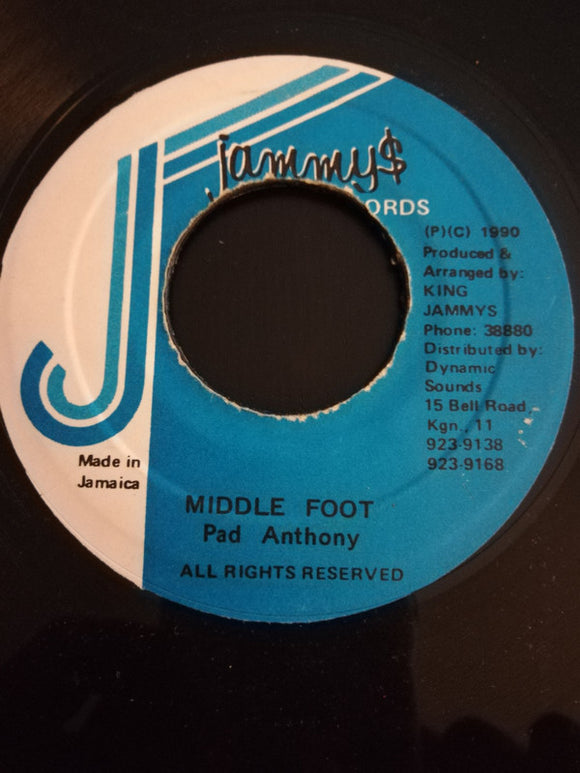 jammy$
ORDS
(P)(C) 1990
Produced &
Arranged by:
KING
JAMMYS
Phone: 38880
Distributed by:
Dynamic
Sounds
15 Bell Road,
Kgn., 11
923-9138
923-9168
Made in
Jamaica
MIDDLE FOOT
Pad Anthony
ALL RIGHTS RESERVED